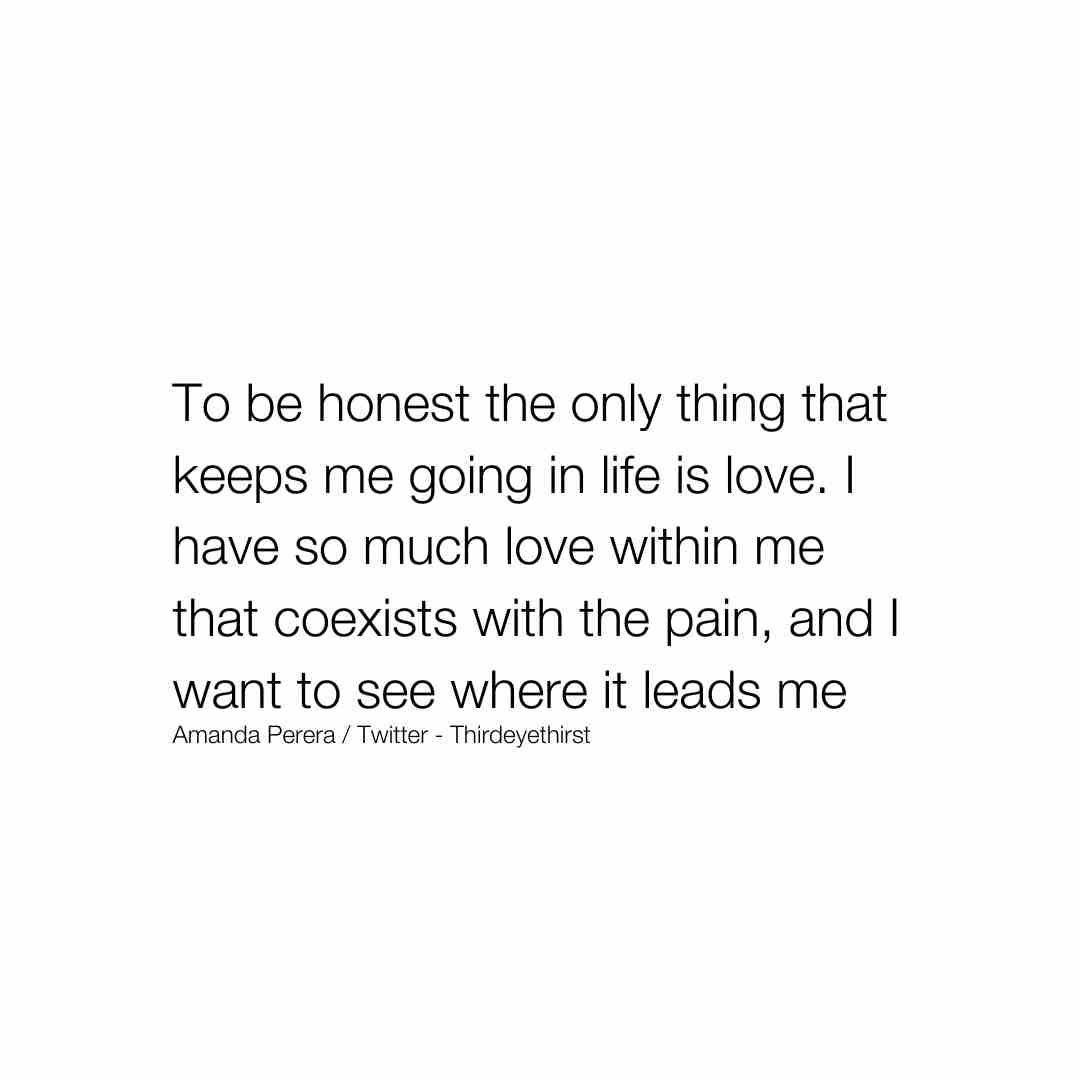 To be honest the only thing that
keeps me going in life is love. I
have so much love within me
that coexists with the pain, and I
want to see where it leads me
Amanda Perera / Twitter - Thirdeyethirst